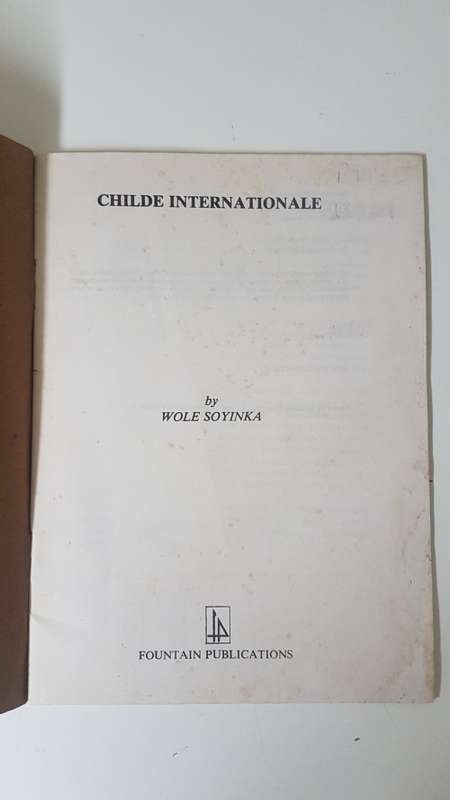 CHILDE INTERNATIONALE
by
WOLE SOYINKA
FOUNTAIN PUBLICATIONS